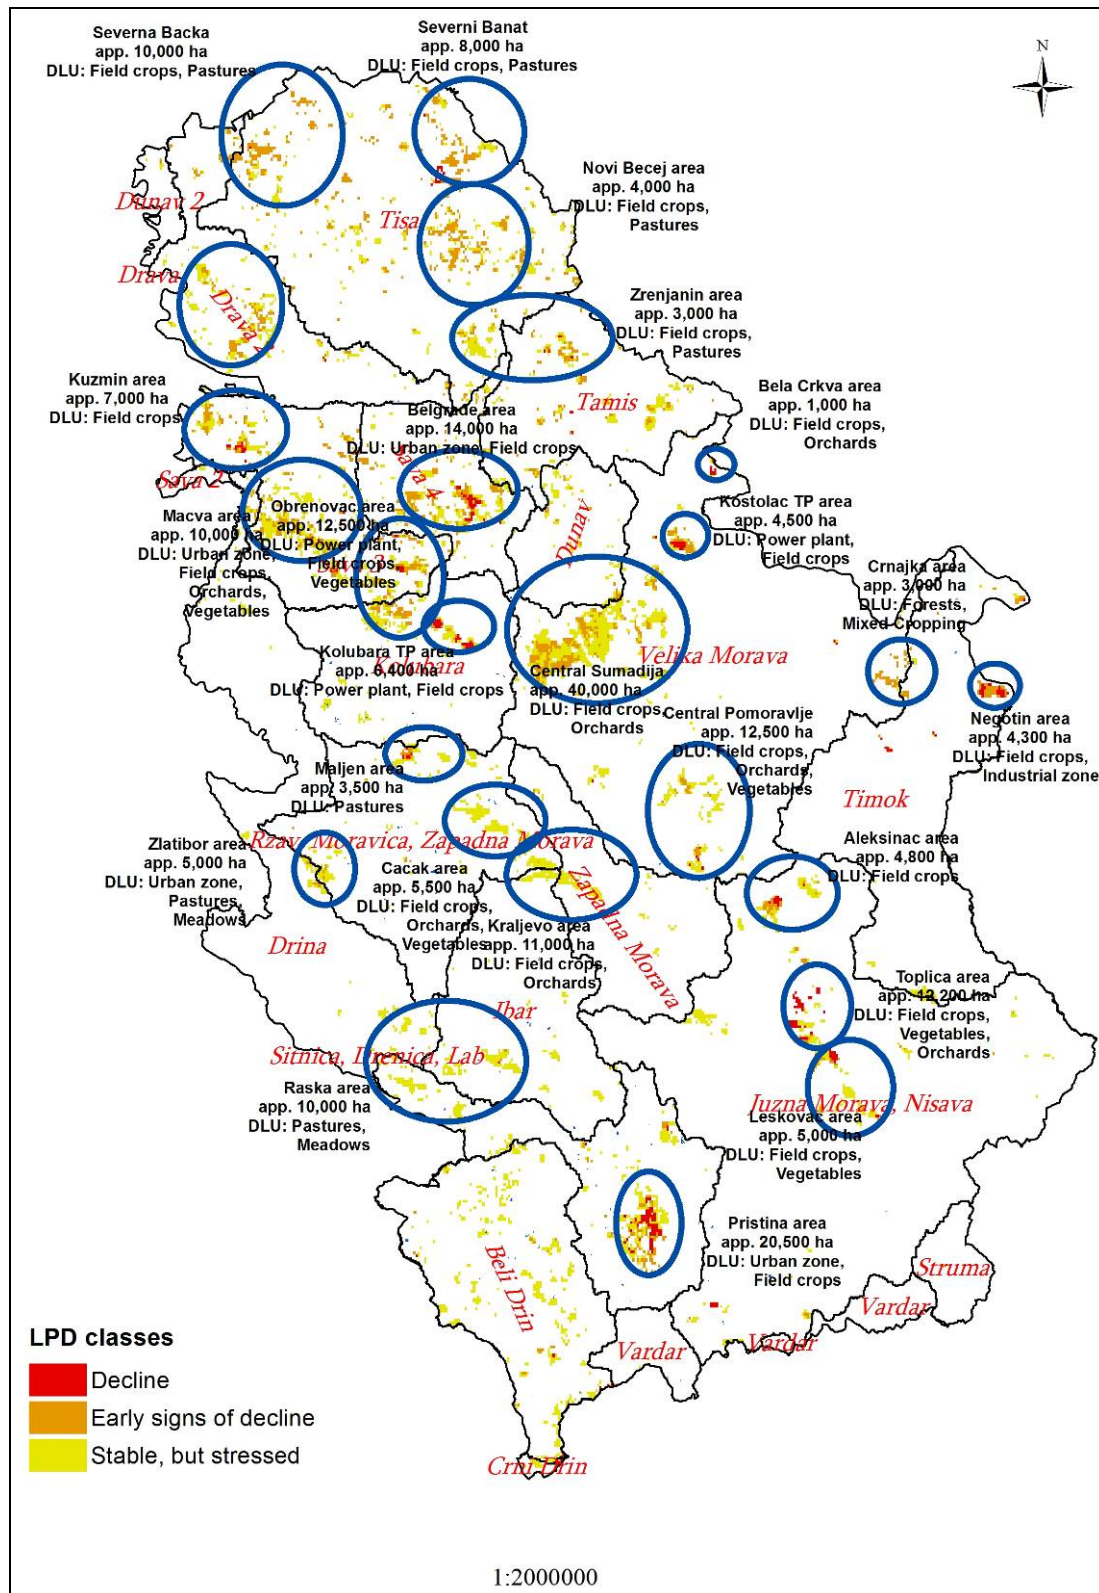 Severna Backa
app. 10,000 ha
DLU: Field crops, Pastures
Severni Banat
app. 8,000 ha
DLU: Field crops, Pastures
N
Novi Becej area
app. 4,000 ha
DLU: Field crops,
Pastures
Dunav 2
Tisa
Drava
Drava 2
Zrenjanin area
app. 3,000 ha
DLU: Field crops,
Pastures
Kuzmin area
app. 7,000 ha
DLU: Field crops
Tamis
Bela Crkva area
app. 1,000 ha
DLU: Field crops,
Orchards
Belgrade area
app. 14,000 ha
DLU: Urban zone, Field crops
Sava 2
Sava 4
Macva area
app. 10,000 ha
DLU: Urban zone,
Field crops,
Orchards,
Vegetables
Obrenovac area
app. 12,500 ha
DLU: Power plant,
Field crops,
Vegetables
Sava 3
Dunav
Kostolac TP area
app. 4,500 ha
DLU: Power plant,
Field crops
Crnajka area
app. 3,000 ha
DLU: Forests,
Mixed Cropping
Kolubara TP area
app. 6,400 ha
DLU: Power plant, Field crops
Kolubara
Velika Morava
Central Sumadija
app. 40,000 ha
DLU: Field crops,
Orchards
Central Pomoravlje
app. 12,500 ha
DLU: Field crops,
Orchards,
Vegetables
Negotin area
app. 4,300 ha
DLU: Field crops,
Industrial zone
Maljen area
app. 3,500 ha
DLU: Pastures
Timok
Rzav, Moravica, Zapadna Morava
Zlatibor area
app. 5,000 ha
DLU: Urban zone,
Pastures,
Meadows
Cacak area
app. 5,500 ha
DLU: Field crops,
Orchards,
Vegetables
Aleksinac area
app. 4,800 ha
DLU: Field crops
Kraljevo area
app. 11,000 ha
DLU: Field crops,
Orchards
Zapadna Morava
Drina
Ibar
Toplica area
app. 12,200 ha
DLU: Field crops,
Vegetables,
Orchards
Sitnica, Drenica, Lab
Raska area
app. 10,000 ha
DLU: Pastures,
Meadows
Juzna Morava, Nisava
Leskovac area
app. 5,000 ha
DLU: Field crops,
Vegetables
Pristina area
app. 20,500 ha
DLU: Urban zone,
Field crops
Beli Drin
Struma
Vardar
Vardar
Vardar
Crni Drin
LPD classes
Decline
Early signs of decline
Stable, but stressed
1:2000000